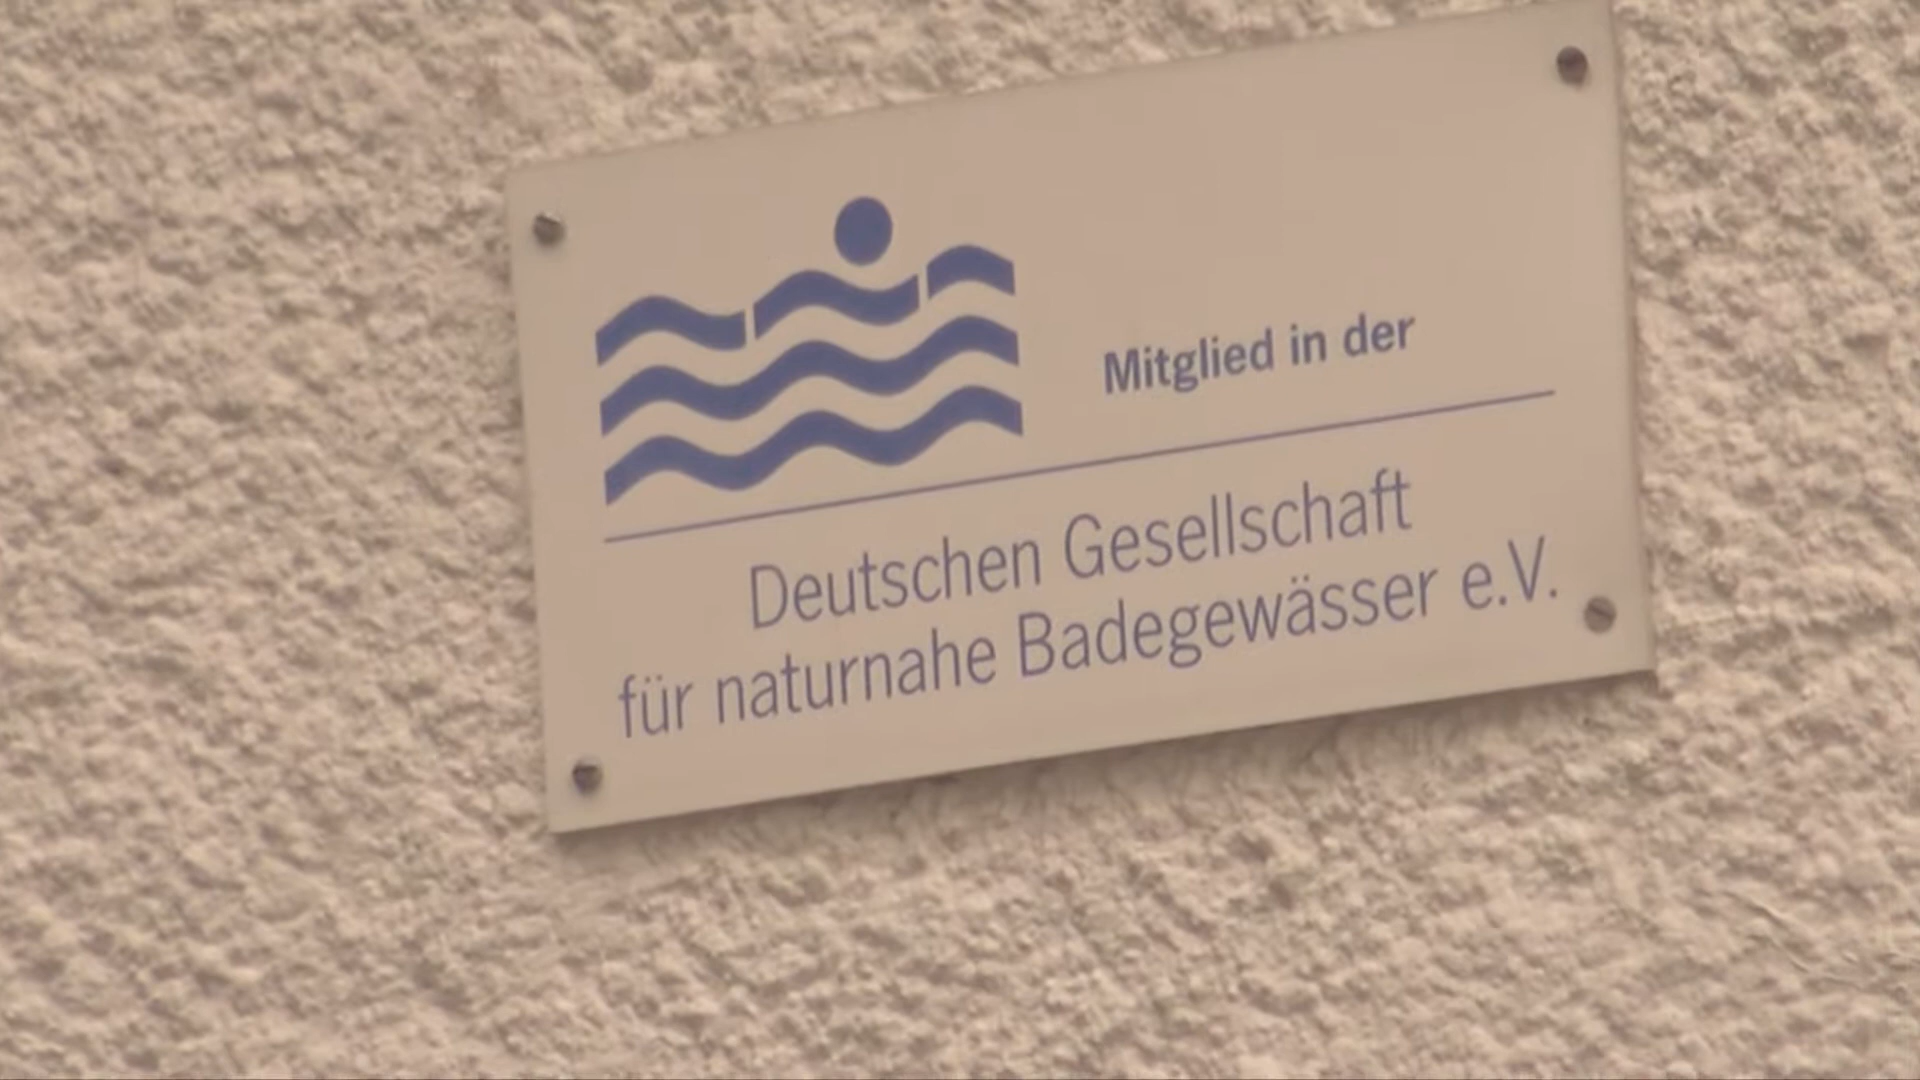 Mitglied in der
Deutschen Gesellschaft
für naturnahe Badegewässer e.V.